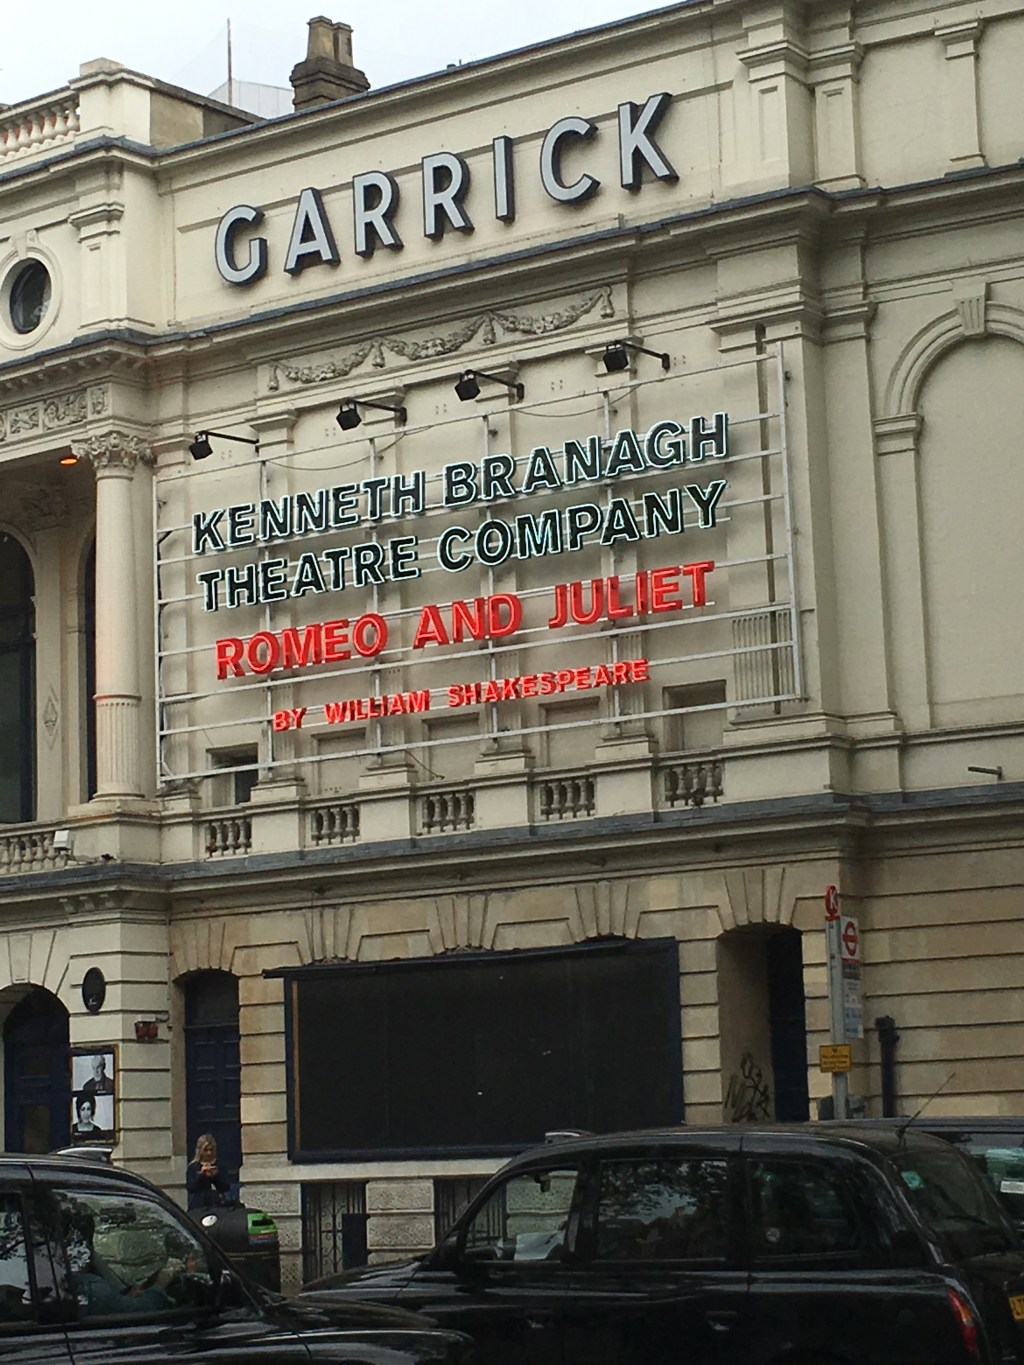 GARRICK
KENNETH BRANAGH
THEATRE COMPANY
ROMEO AND JULIET
BY WILLIAM SHAKESPEARE
K